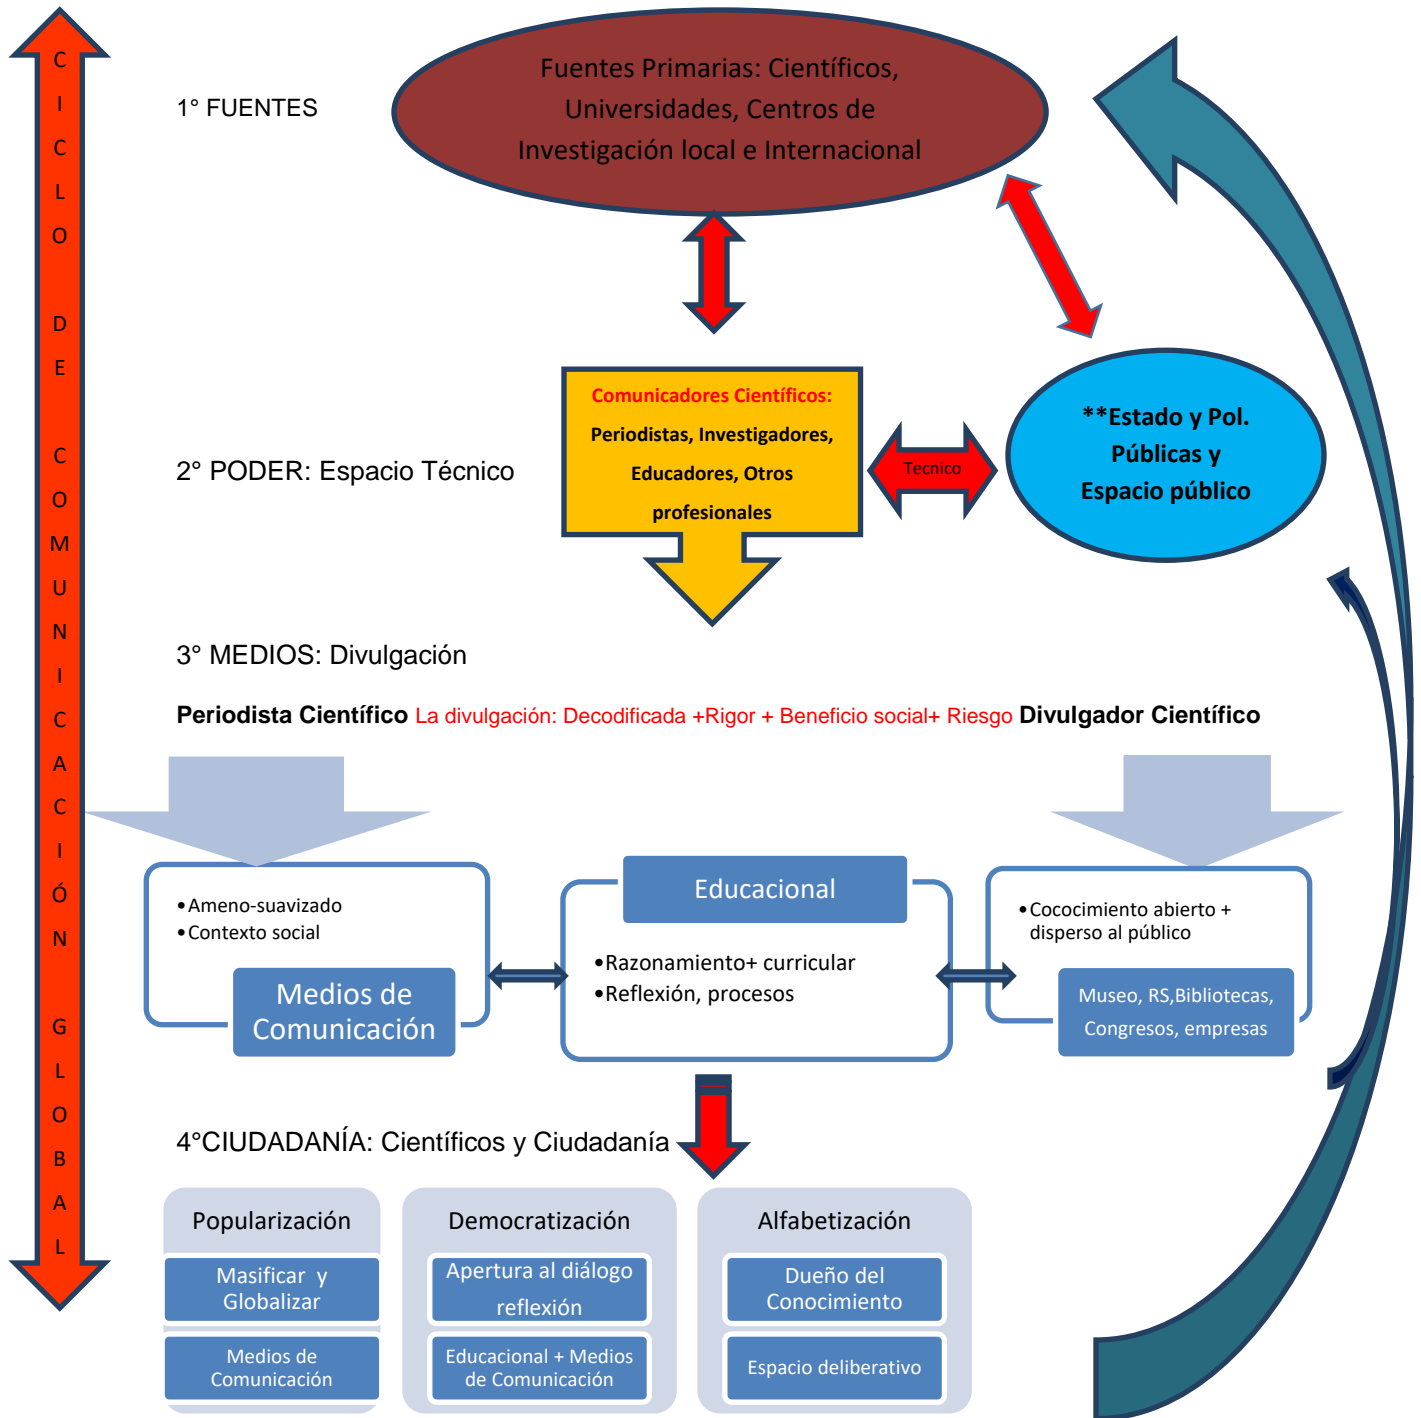 CICLO DE COMUNICACIÓN GLOBAL
1° FUENTES
Fuentes Primarias: Científicos,
Universidades, Centros de
Investigación local e Internacional
2° PODER: Espacio Técnico
Comunicadores Científicos:
Periodistas, Investigadores,
Educadores, Otros
profesionales
Tecnico
**Estado y Pol.
Públicas y
Espacio público
3° MEDIOS: Divulgación
Periodista Científico La divulgación: Decodificada +Rigor + Beneficio social+ Riesgo Divulgador Científico
•Ameno-suavizado
•Contexto social
Medios de
Comunicación
Educacional
•Razonamiento+ curricular
•Reflexión, procesos
•Cococimiento abierto +
disperso al público
Museo, RS,Bibliotecas,
Congresos, empresas
4°CIUDADANÍA: Científicos y Ciudadanía
Popularización
Masificar y
Globalizar
Medios de
Comunicación
Democratización
Apertura al diálogo
reflexión
Educacional + Medios
de Comunicación
Alfabetización
Dueño del
Conocimiento
Espacio deliberativo